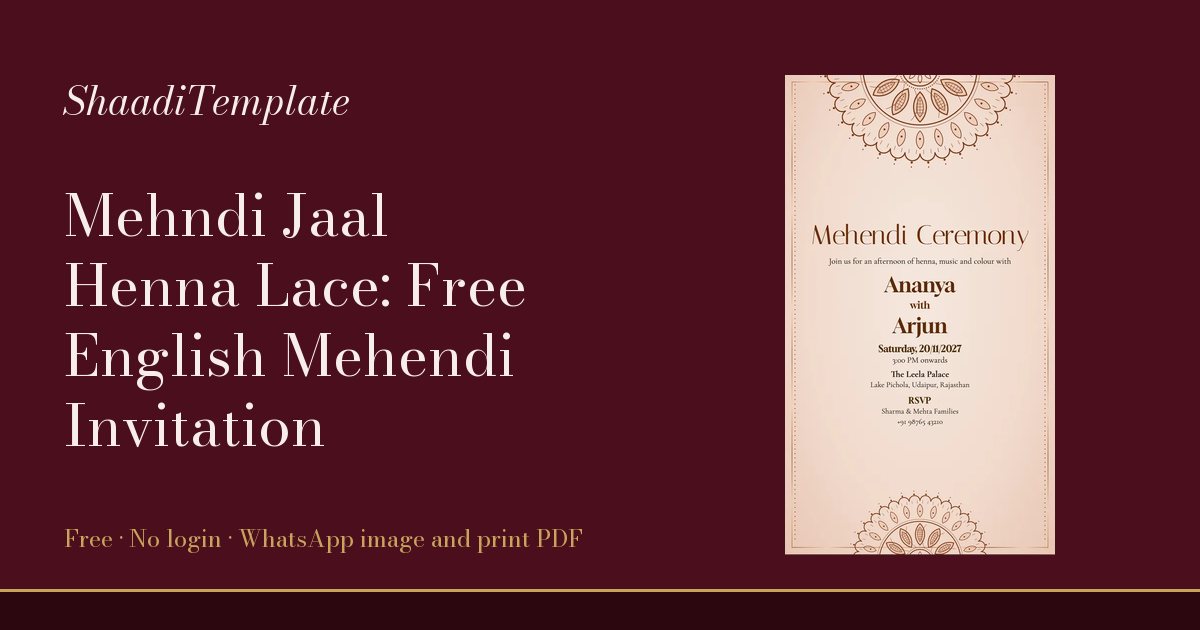 ShaadiTemplate
Mehndi Jaal
Henna Lace: Free
English Mehendi
Invitation
Free · No login · WhatsApp image and print PDF
Mehendi Ceremony
Join us for an afternoon of henna, music and colour with
Ananya
with
Arjun
Saturday, 20/11/2027
3:00 PM onwards
The Leela Palace
Lake Pichola, Udaipur, Rajasthan
RSVP
Sharma & Mehta Families
+91 98765 43210